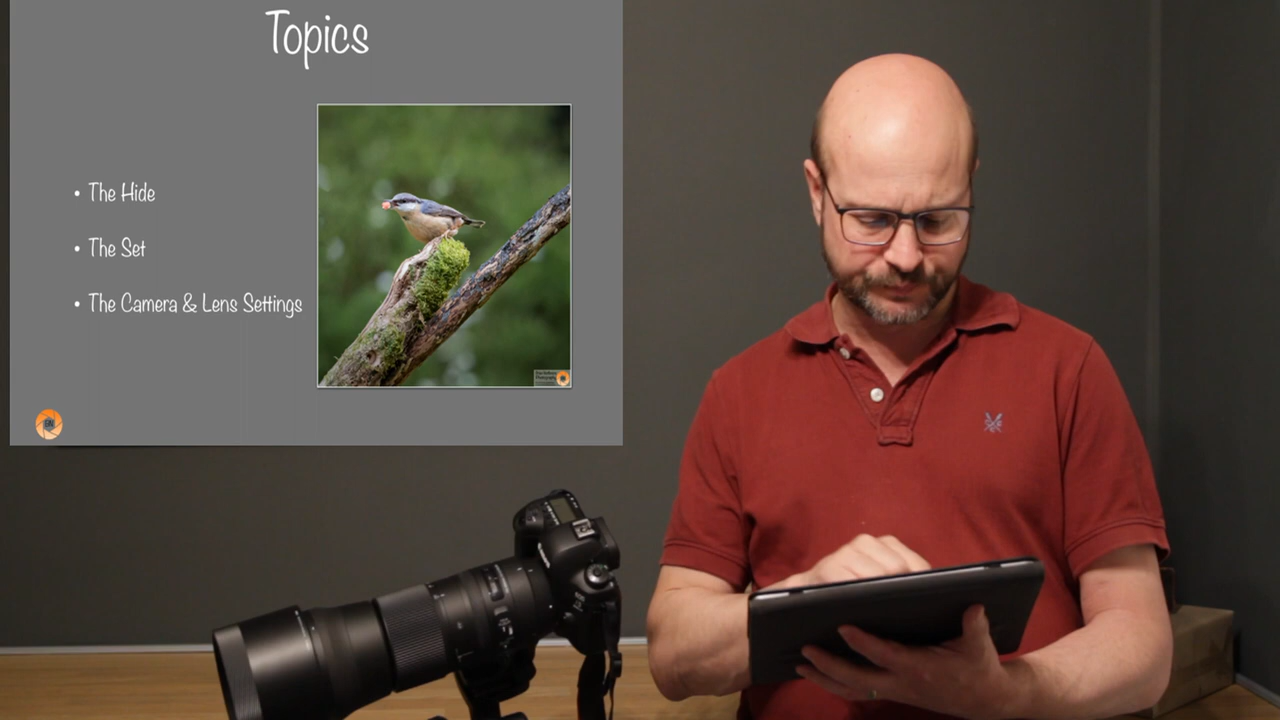 Topics
• The Hide
• The Set
• The Camera & Lens Settings